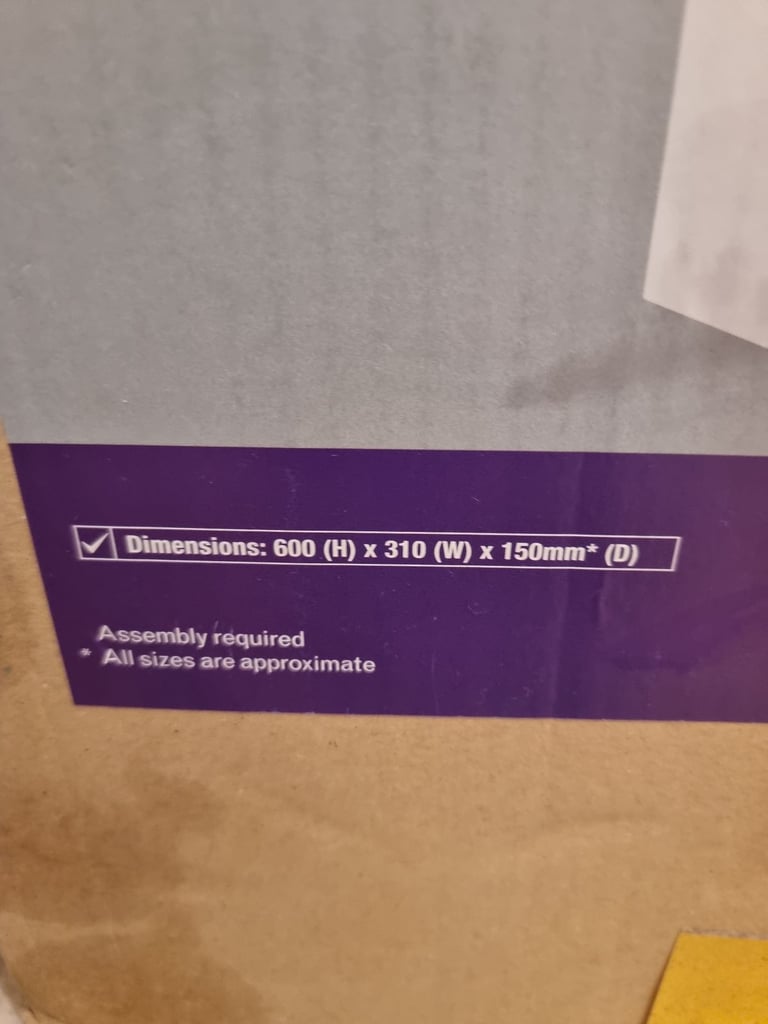 Dimensions: 600 (H) x 310 (W) x 150mm* (D)
Assembly required
* All sizes are approximate